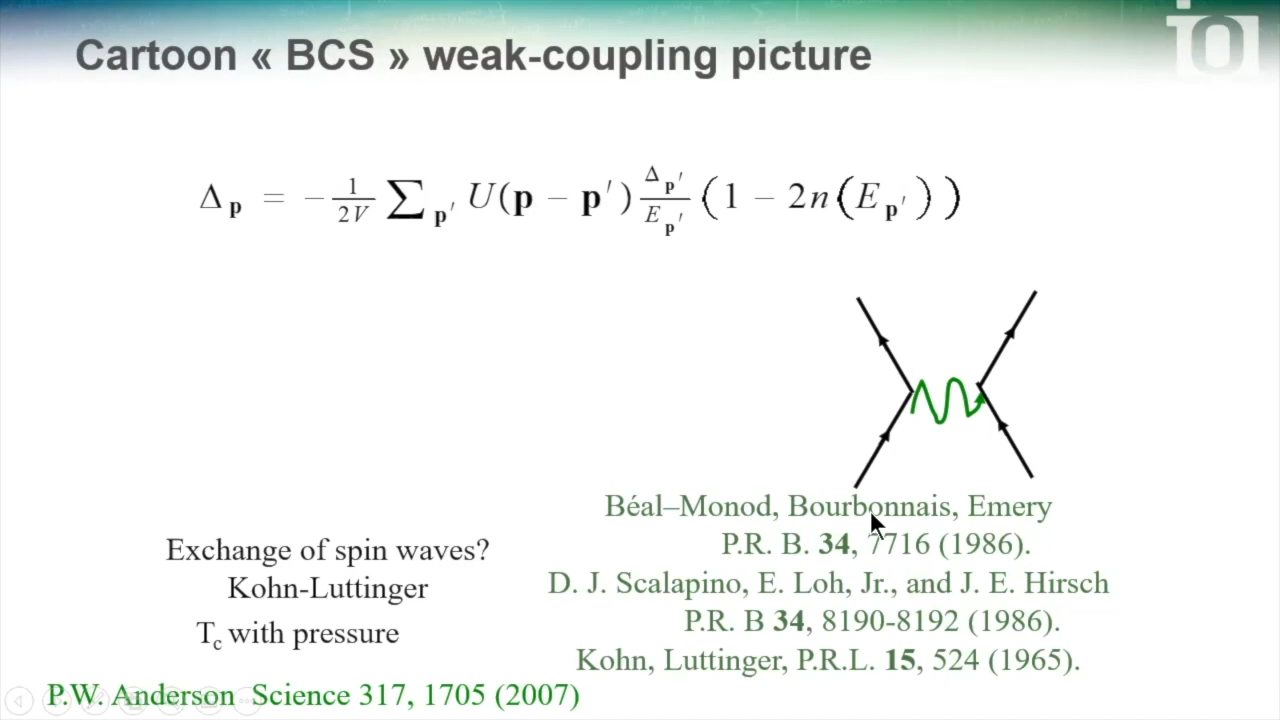 Cartoon « BCS » weak-coupling picture
iQ
Δ_p = − 1/2V ∑_p′ U(p − p′) Δ_p′/E_p′ (1 − 2n(E_p′))
Béal–Monod, Bourbonnais, Emery
P.R. B. 34, 7716 (1986).
D. J. Scalapino, E. Loh, Jr., and J. E. Hirsch
P.R. B 34, 8190-8192 (1986).
Kohn, Luttinger, P.R.L. 15, 524 (1965).
Exchange of spin waves?
Kohn-Luttinger
T_c with pressure
P.W. Anderson Science 317, 1705 (2007)